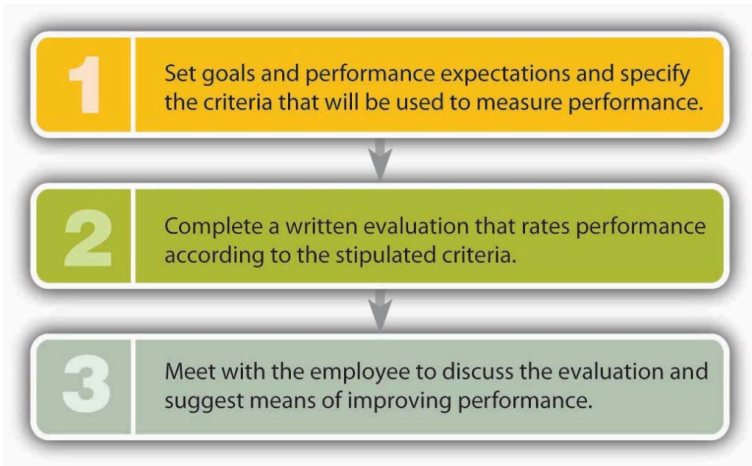 1
Set goals and performance expectations and specify
the criteria that will be used to measure performance.
2
Complete a written evaluation that rates performance
according to the stipulated criteria.
3
Meet with the employee to discuss the evaluation and
suggest means of improving performance.